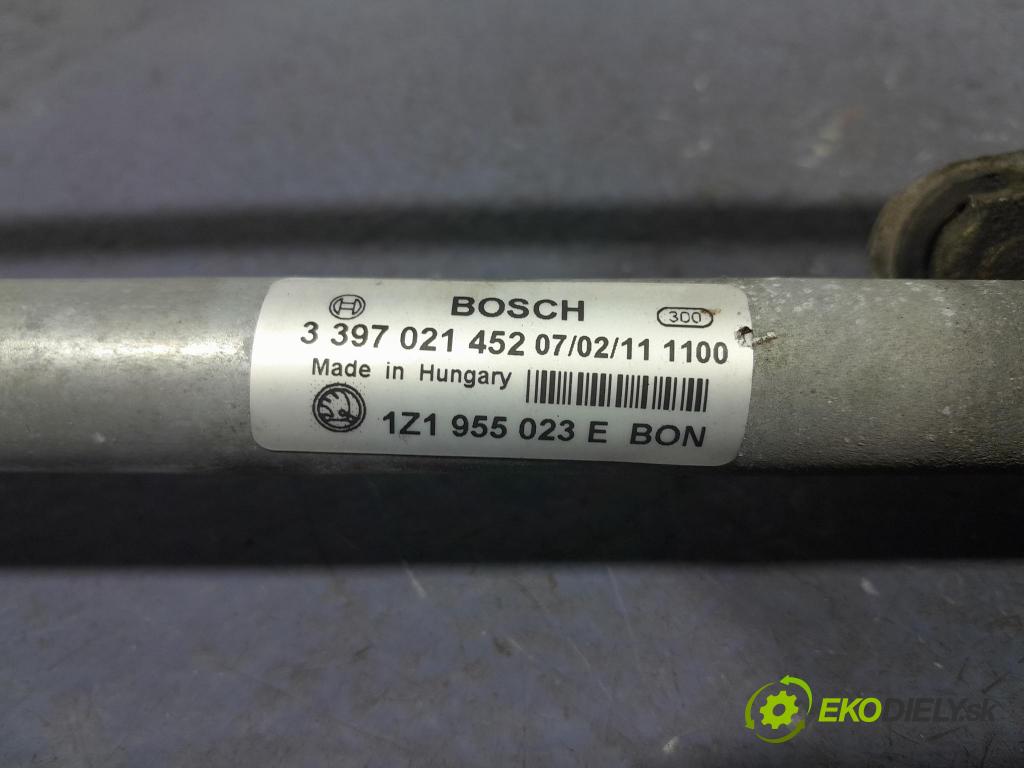 BOSCH 300
3 397 021 452 07/02/11 1100
Made in Hungary
1Z1 955 023 E BON
EKODIELY.sk